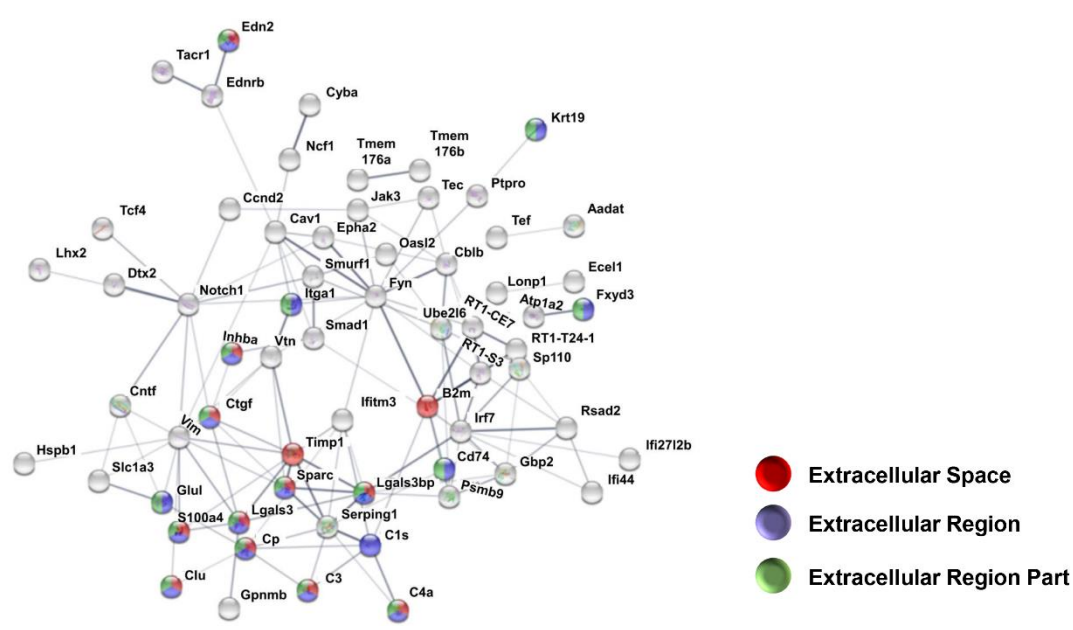 Edn2
Tacr1
Ednrb
Cyba
Krt19
Ncf1
Tmem
176a
Tmem
176b
Tec
Ptpro
Ccnd2
Jak3
Tcf4
Cav1
Epha2
Tef
Aadat
Oasl2
Cblb
Lhx2
Dtx2
Smurf1
Fyn
Lonp1
Ecel1
Notch1
Itga1
Atp1a2
Fxyd3
Ube2l6
RT1-CE7
Smad1
RT1-T24-1
Inhba
Vtn
RT1-S3
Sp110
Cntf
Ctgf
B2m
Ifitm3
Irf7
Rsad2
Vim
Hspb1
Timp1
Ifi27l2b
Slc1a3
Sparc
Cd74
Gbp2
Glul
Lgals3bp
Psmb9
Ifi44
S100a4
Lgals3
Serping1
Cp
C1s
Clu
C3
C4a
Gpnmb
Extracellular Space
Extracellular Region
Extracellular Region Part